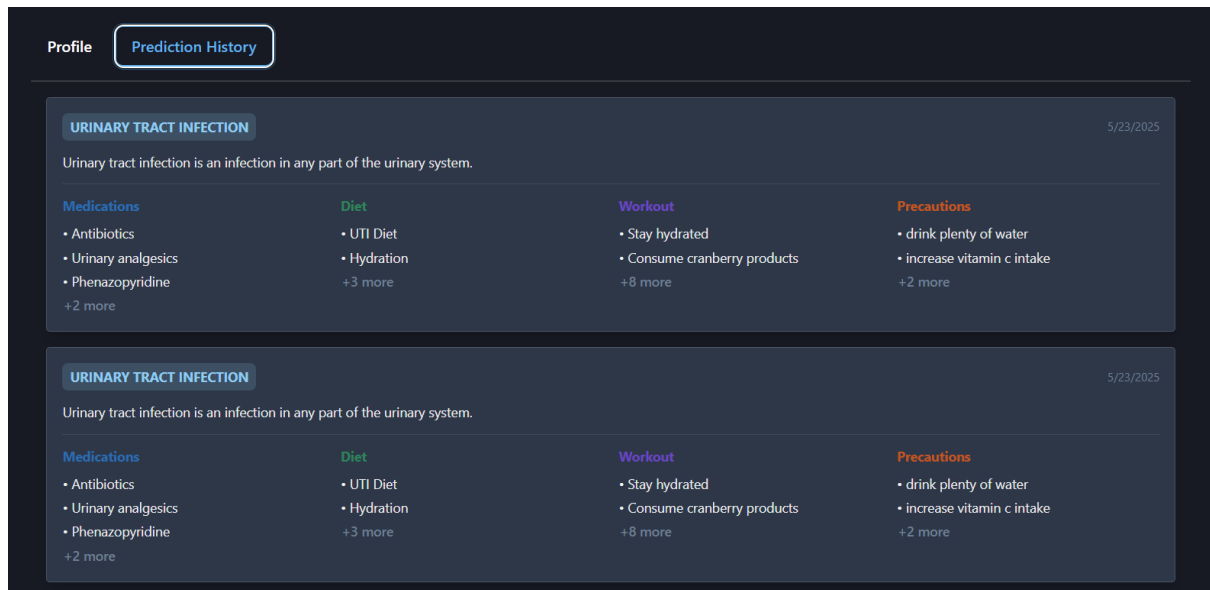 Profile Prediction History
URINARY TRACT INFECTION 5/23/2025
Urinary tract infection is an infection in any part of the urinary system.
Medications Diet Workout Precautions
• Antibiotics • UTI Diet • Stay hydrated • drink plenty of water
• Urinary analgesics • Hydration • Consume cranberry products • increase vitamin c intake
• Phenazopyridine +3 more +8 more +2 more
+2 more
URINARY TRACT INFECTION 5/23/2025
Urinary tract infection is an infection in any part of the urinary system.
Medications Diet Workout Precautions
• Antibiotics • UTI Diet • Stay hydrated • drink plenty of water
• Urinary analgesics • Hydration • Consume cranberry products • increase vitamin c intake
• Phenazopyridine +3 more +8 more +2 more
+2 more